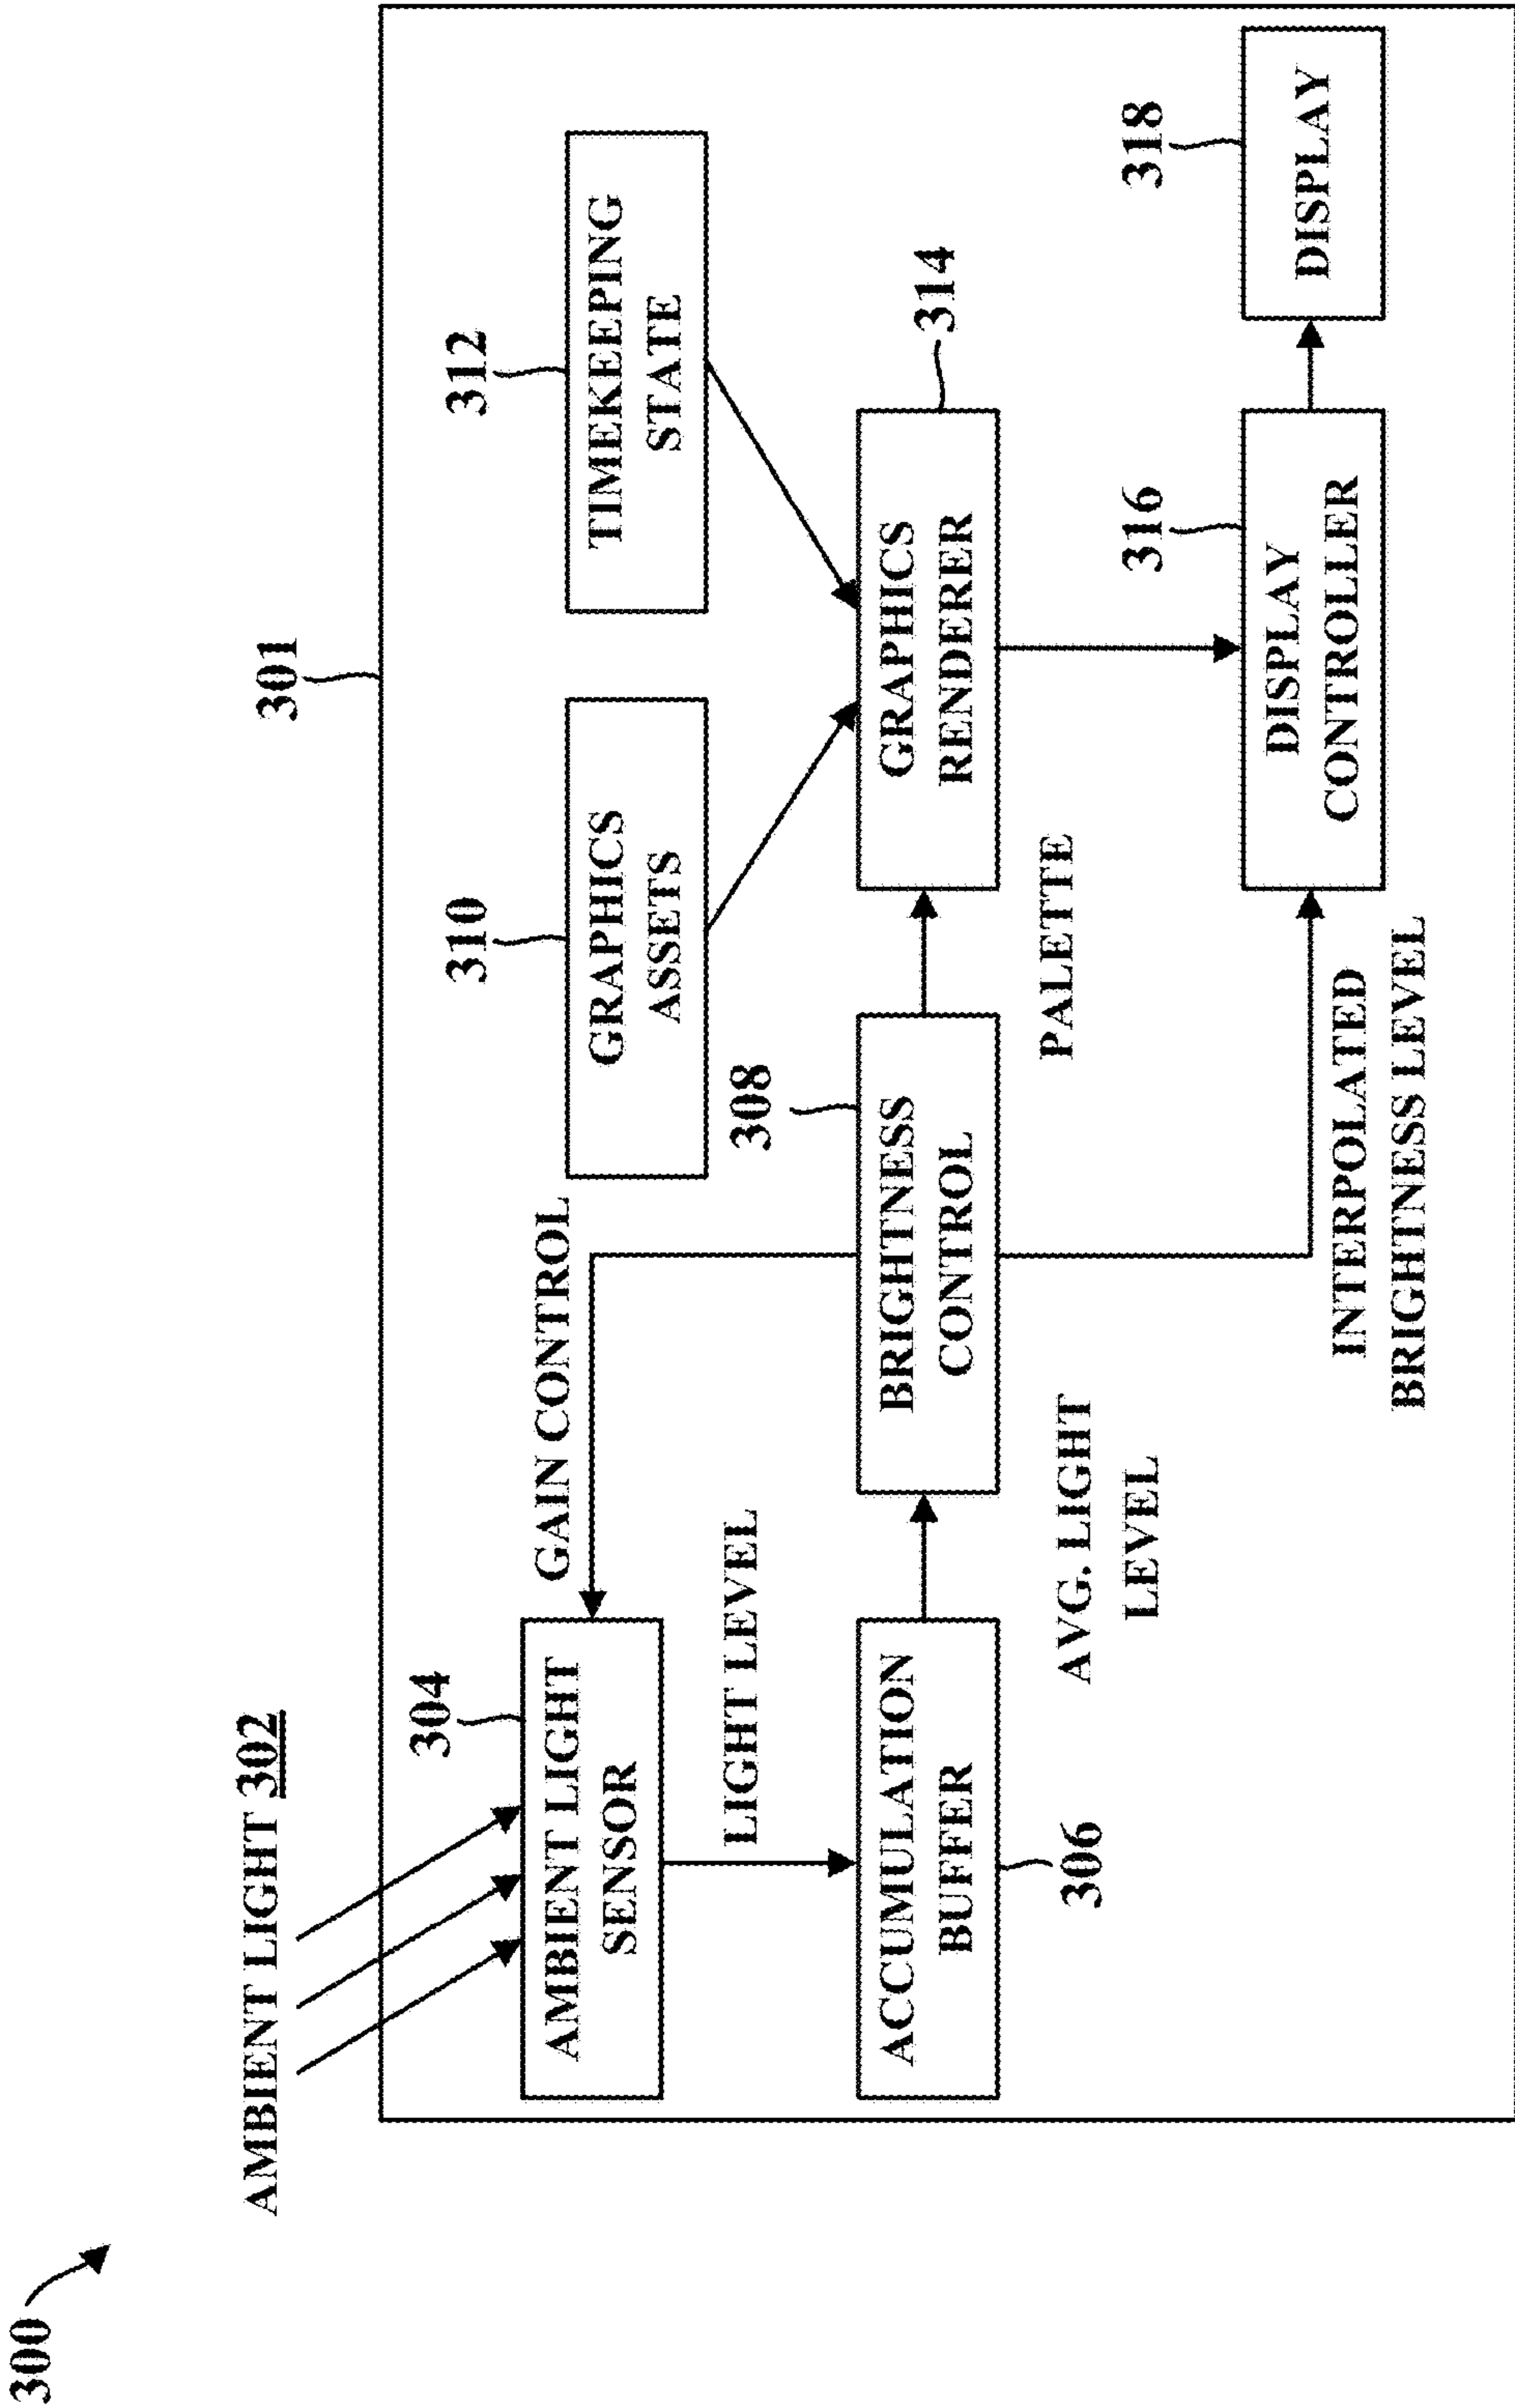 300
AMBIENT LIGHT 302
301
304
AMBIENT LIGHT
SENSOR
GAIN CONTROL
310
GRAPHICS
ASSETS
312
TIMEKEEPING
STATE
LIGHT LEVEL
308
ACCUMULATION
BUFFER
306
AVG. LIGHT
LEVEL
BRIGHTNESS
CONTROL
PALETTE
GRAPHICS
RENDERER
314
INTERPOLATED
BRIGHTNESS LEVEL
316
DISPLAY
CONTROLLER
318
DISPLAY